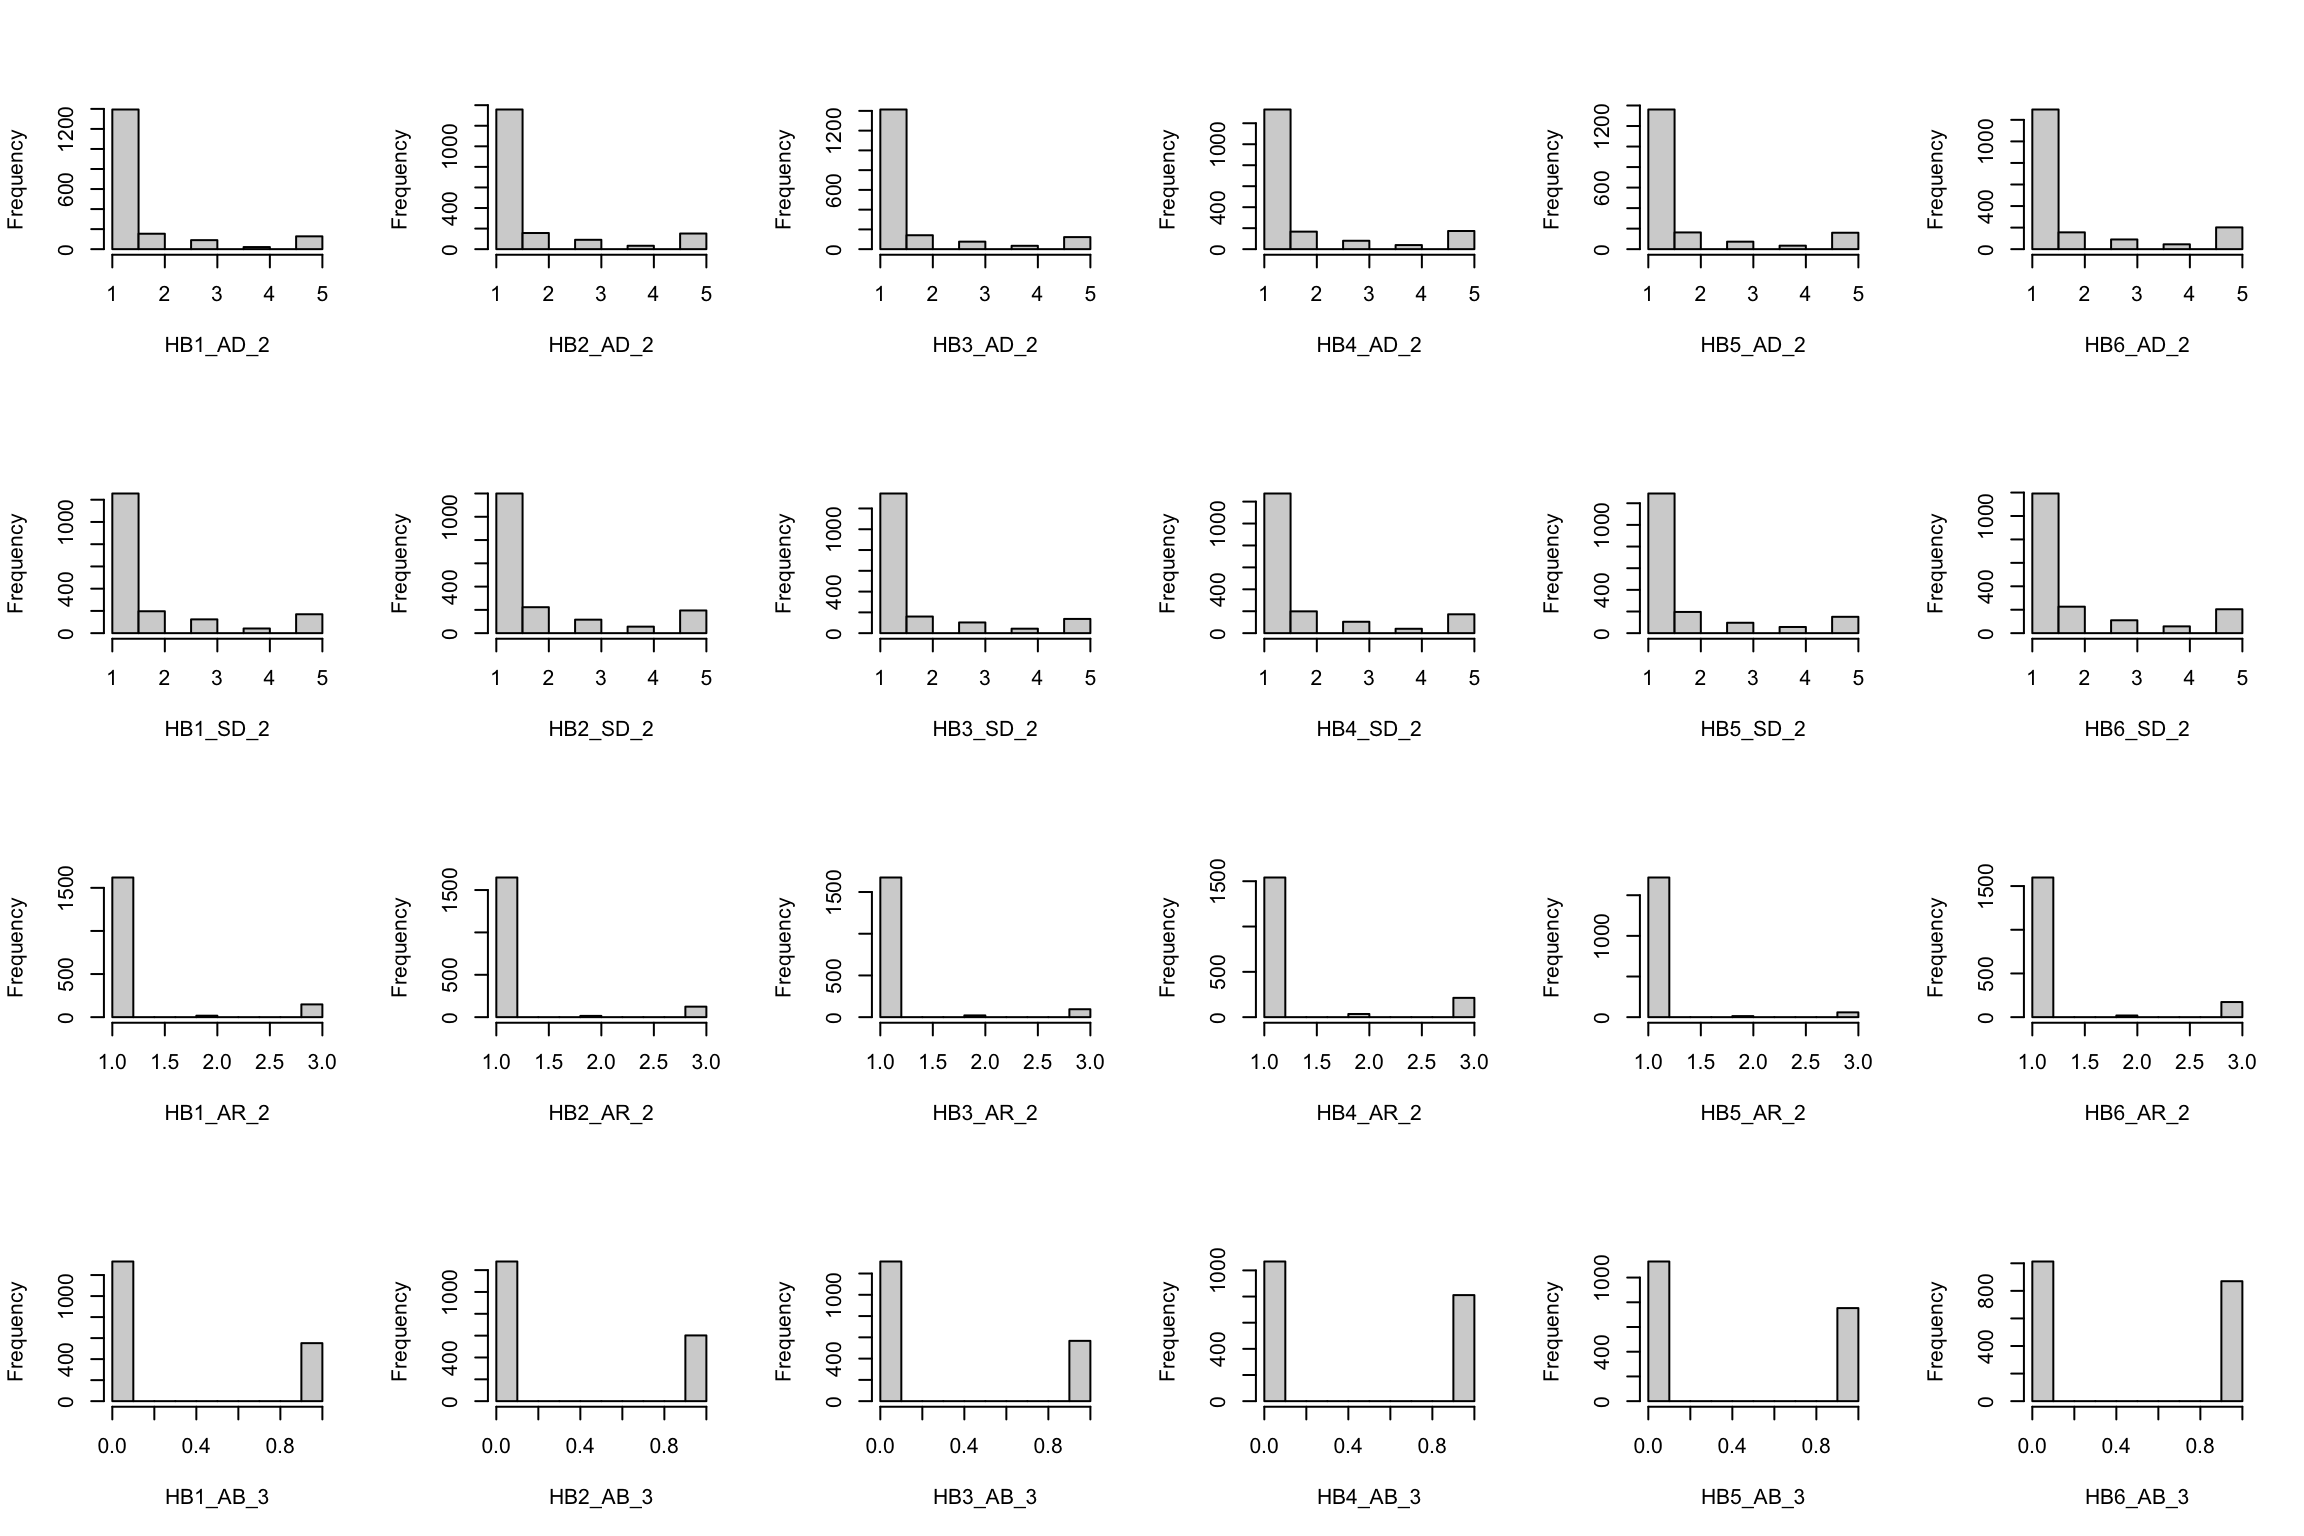 Frequency
0 600 1200
1 2 3 4 5
HB1_AD_2
Frequency
0 400 1000
1 2 3 4 5
HB2_AD_2
Frequency
0 600 1200
1 2 3 4 5
HB3_AD_2
Frequency
0 400 1000
1 2 3 4 5
HB4_AD_2
Frequency
0 600 1200
1 2 3 4 5
HB5_AD_2
Frequency
0 400 1000
1 2 3 4 5
HB6_AD_2
Frequency
0 400 1000
1 2 3 4 5
HB1_SD_2
Frequency
0 400 1000
1 2 3 4 5
HB2_SD_2
Frequency
0 400 1000
1 2 3 4 5
HB3_SD_2
Frequency
0 400 1000
1 2 3 4 5
HB4_SD_2
Frequency
0 400 1000
1 2 3 4 5
HB5_SD_2
Frequency
0 400 1000
1 2 3 4 5
HB6_SD_2
Frequency
0 500 1500
1.0 1.5 2.0 2.5 3.0
HB1_AR_2
Frequency
0 500 1500
1.0 1.5 2.0 2.5 3.0
HB2_AR_2
Frequency
0 500 1500
1.0 1.5 2.0 2.5 3.0
HB3_AR_2
Frequency
0 500 1500
1.0 1.5 2.0 2.5 3.0
HB4_AR_2
Frequency
0 1000
1.0 1.5 2.0 2.5 3.0
HB5_AR_2
Frequency
0 500 1500
1.0 1.5 2.0 2.5 3.0
HB6_AR_2
Frequency
0 400 1000
0.0 0.4 0.8
HB1_AB_3
Frequency
0 400 1000
0.0 0.4 0.8
HB2_AB_3
Frequency
0 400 1000
0.0 0.4 0.8
HB3_AB_3
Frequency
0 400 1000
0.0 0.4 0.8
HB4_AB_3
Frequency
0 400 1000
0.0 0.4 0.8
HB5_AB_3
Frequency
0 400 800
0.0 0.4 0.8
HB6_AB_3